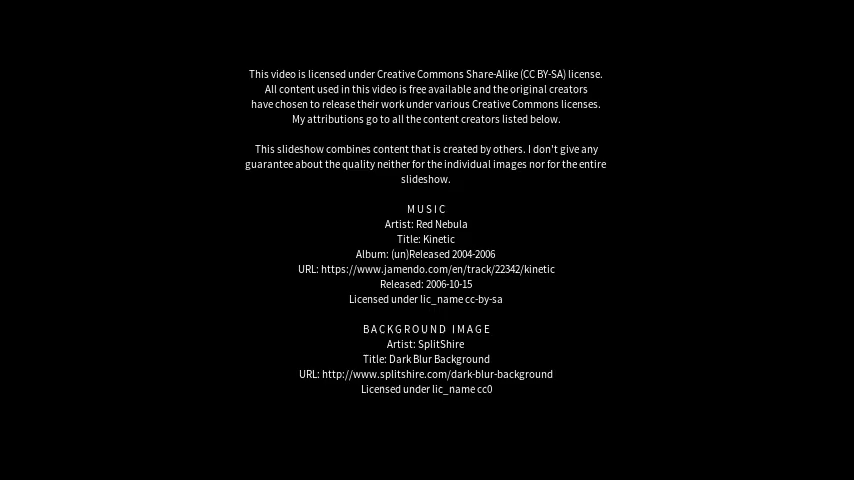 This video is licensed under Creative Commons Share-Alike (CC BY-SA) license.
All content used in this video is free available and the original creators
have chosen to release their work under various Creative Commons licenses.
My attributions go to all the content creators listed below.
This slideshow combines content that is created by others. I don't give any
guarantee about the quality neither for the individual images nor for the entire
slideshow.
MUSIC
Artist: Red Nebula
Title: Kinetic
Album: (un)Released 2004-2006
URL: https://www.jamendo.com/en/track/22342/kinetic
Released: 2006-10-15
Licensed under lic_name cc-by-sa
BACKGROUND IMAGE
Artist: SplitShire
Title: Dark Blur Background
URL: http://www.splitshire.com/dark-blur-background
Licensed under lic_name cc0